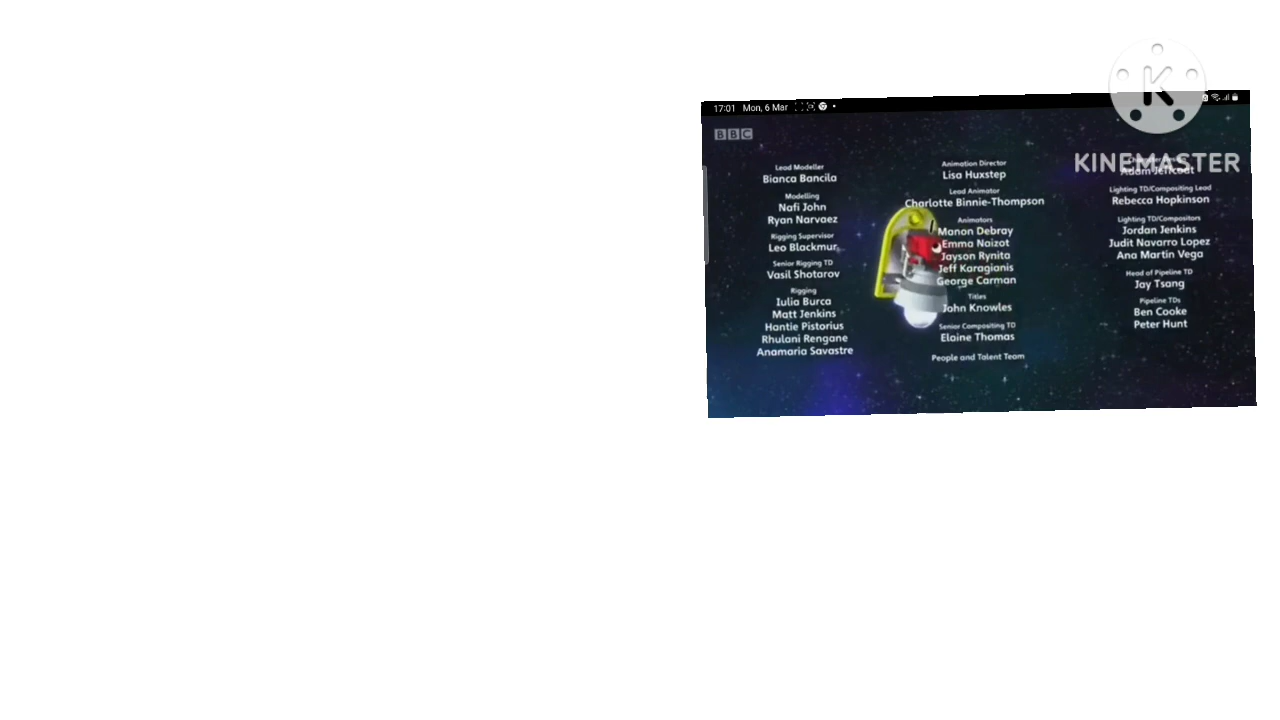 17:01 Mon, 6 Mar
BBC
KINEMASTER
Lead Modeller
Bianca Bancila
Modelling
Nafi John
Ryan Narvaez
Rigging Supervisor
Leo Blackmur
Senior Rigging TD
Vasil Shotarov
Rigging
Iulia Burca
Matt Jenkins
Hantie Pistorius
Rhulani Rengane
Anamaria Savastre
Animation Director
Lisa Huxstep
Lead Animator
Charlotte Binnie-Thompson
Animators
Manon Debray
Emma Naizot
Jayson Rynita
Jeff Karagianis
George Carman
Titles
John Knowles
Senior Compositing TD
Elaine Thomas
People and Talent Team
Adam Jeffcoat
Lighting TD/Compositing Lead
Rebecca Hopkinson
Lighting TD/Compositors
Jordan Jenkins
Judit Navarro Lopez
Ana Martin Vega
Head of Pipeline TD
Jay Tsang
Pipeline TDs
Ben Cooke
Peter Hunt